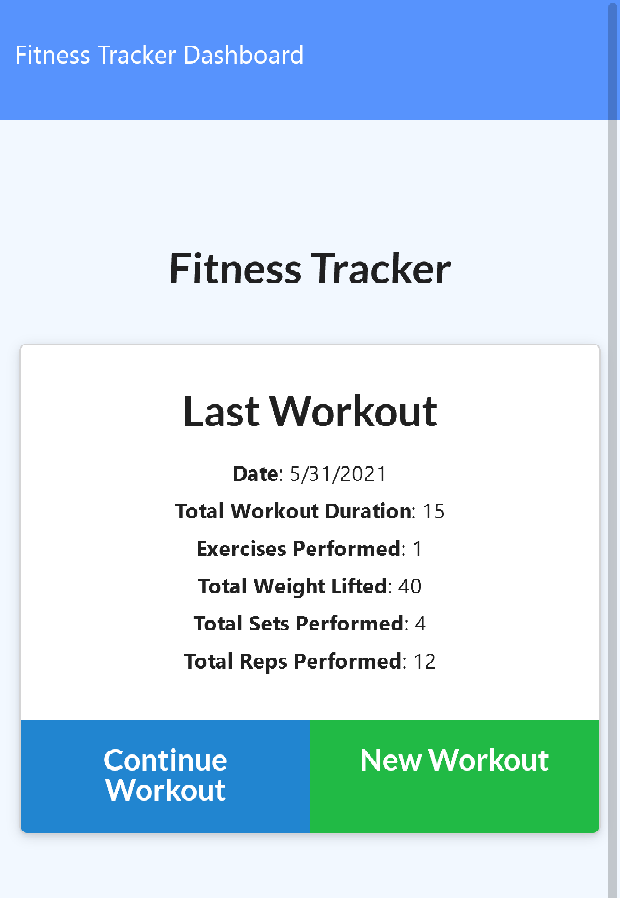 Fitness Tracker Dashboard
Fitness Tracker
Last Workout
Date: 5/31/2021
Total Workout Duration: 15
Exercises Performed: 1
Total Weight Lifted: 40
Total Sets Performed: 4
Total Reps Performed: 12
Continue
Workout
New Workout